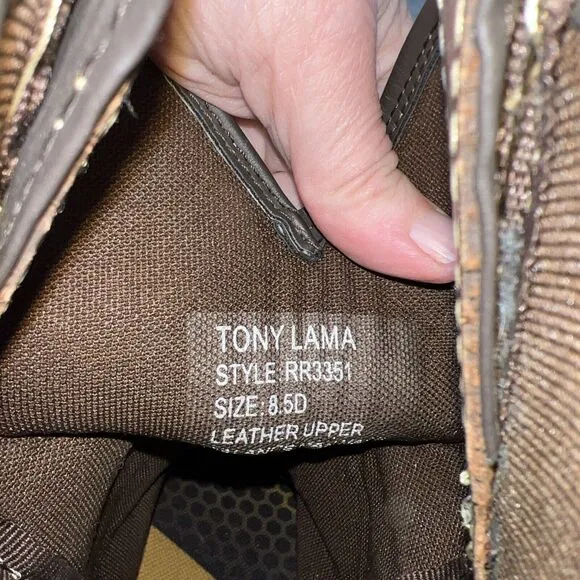 TONY LAMA
STYLE: RR3351
SIZE: 8.5D
LEATHER UPPER